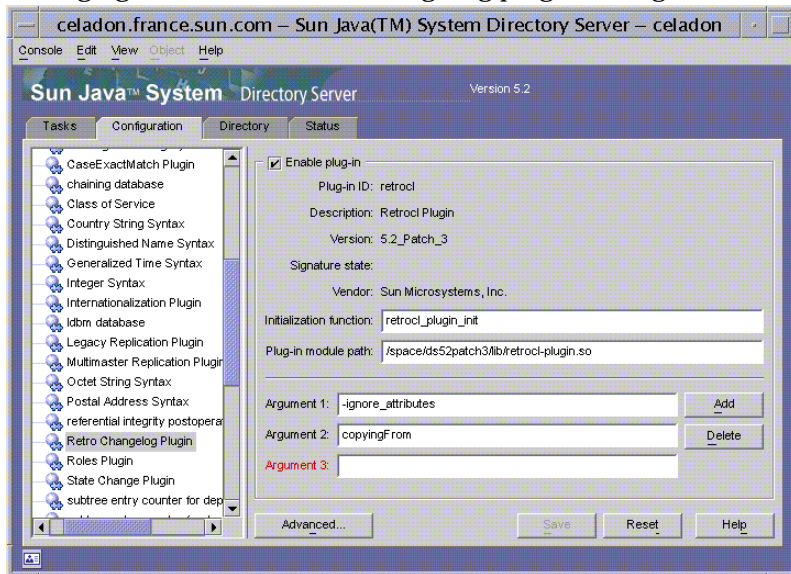 celadon.france.sun.com – Sun Java(TM) System Directory Server – celadon
Console Edit View Object Help
Sun Java™ System Directory Server
Version 5.2
Tasks Configuration Directory Status
CaseExactMatch Plugin
chaining database
Class of Service
Country String Syntax
Distinguished Name Syntax
Generalized Time Syntax
Integer Syntax
Internationalization Plugin
ldbm database
Legacy Replication Plugin
Multimaster Replication Plugin
Octet String Syntax
Postal Address Syntax
referential integrity postopera
Retro Changelog Plugin
Roles Plugin
State Change Plugin
subtree entry counter for dep
Enable plug-in
Plug-in ID: retrocl
Description: Retrocl Plugin
Version: 5.2_Patch_3
Signature state:
Vendor: Sun Microsystems, Inc.
Initialization function: retrocl_plugin_init
Plug-in module path: /space/ds52patch3/lib/retrocl-plugin.so
Argument 1: -ignore_attributes Add
Argument 2: copyingFrom Delete
Argument 3:
Advanced... Save Reset Help